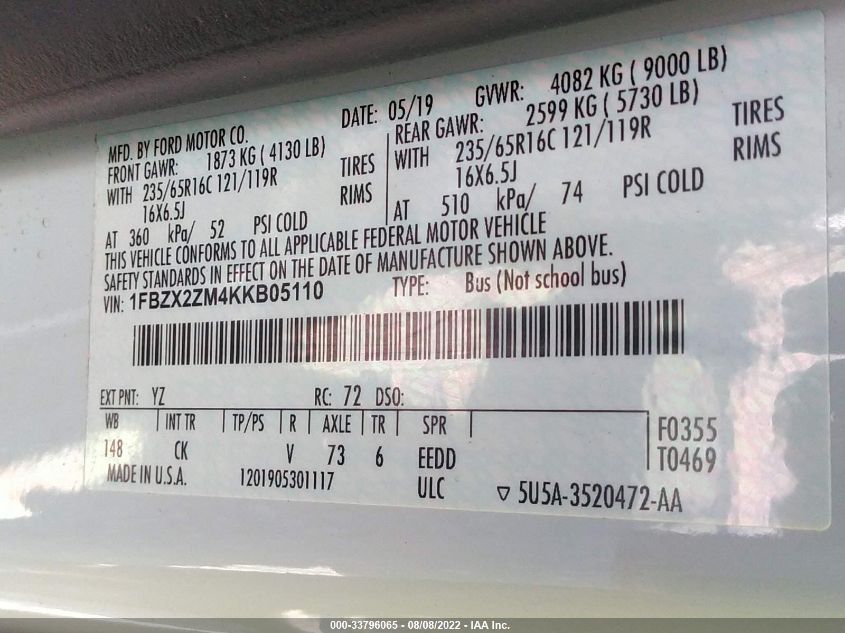 MFD. BY FORD MOTOR CO.
DATE: 05/19 GVWR: 4082 KG ( 9000 LB)
FRONT GAWR: 1873 KG ( 4130 LB)
WITH 235/65R16C 121/119R TIRES
16X6.5J RIMS
AT 360 kPa/ 52 PSI COLD
REAR GAWR: 2599 KG ( 5730 LB)
WITH 235/65R16C 121/119R TIRES
16X6.5J RIMS
AT 510 kPa/ 74 PSI COLD
THIS VEHICLE CONFORMS TO ALL APPLICABLE FEDERAL MOTOR VEHICLE
SAFETY STANDARDS IN EFFECT ON THE DATE OF MANUFACTURE SHOWN ABOVE.
VIN: 1FBZX2ZM4KKB05110 TYPE: Bus (Not school bus)
EXT PNT: YZ RC: 72 DSO:
WB INT TR TP/PS R AXLE TR SPR
148 CK V 73 6 EEDD
F0355
T0469
MADE IN U.S.A. 1201905301117 ULC ▽ 5U5A-3520472-AA
000-33796065 - 08/08/2022 - IAA Inc.